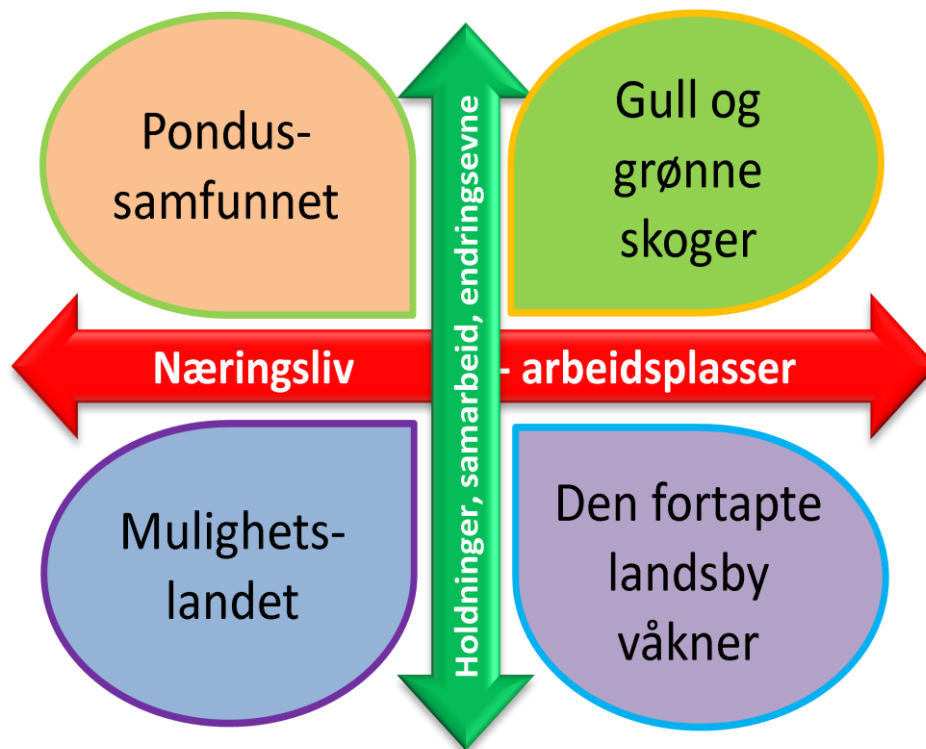 Pondus-
samfunnet
Gull og
grønne
skoger
Holdninger, samarbeid, endringsevne
Næringsliv - arbeidsplasser
Mulighets-
landet
Den fortapte
landsby
våkner